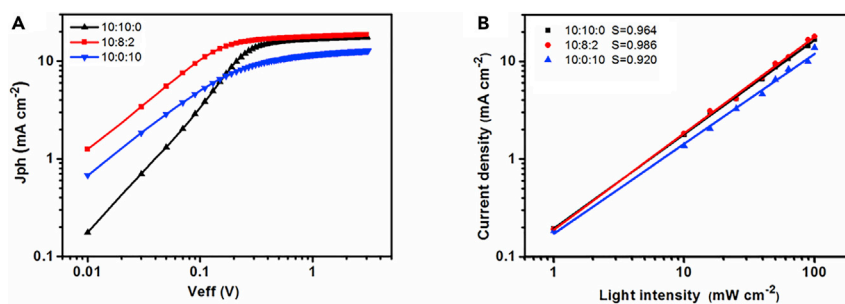 A
10:10:0
10:8:2
10:0:10
Jph (mA cm-2)
10
1
0.1
0.01
0.1
1
Veff (V)
B
10:10:0 S=0.964
10:8:2 S=0.986
10:0:10 S=0.920
Current density (mA cm-2)
10
1
0.1
1
10
100
Light intensity (mW cm-2)